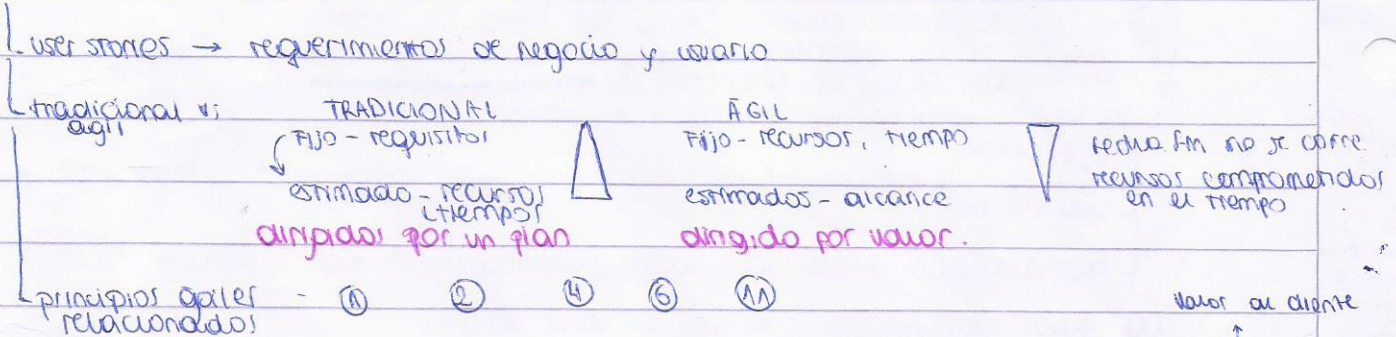 user stories → requerimientos de negocio y usuario
tradicional vs TRADICIONAL ÁGIL
ágil Fijo - requisitos Fijo - recursos, tiempo fecha fin no se corre
estimado - recursos estimados - alcance recursos comprometidos
tiempos en el tiempo
dirigidos por un plan dirigido por valor.
principios ágiles - 1 2 4 6 11 valor al cliente
relacionados ↑